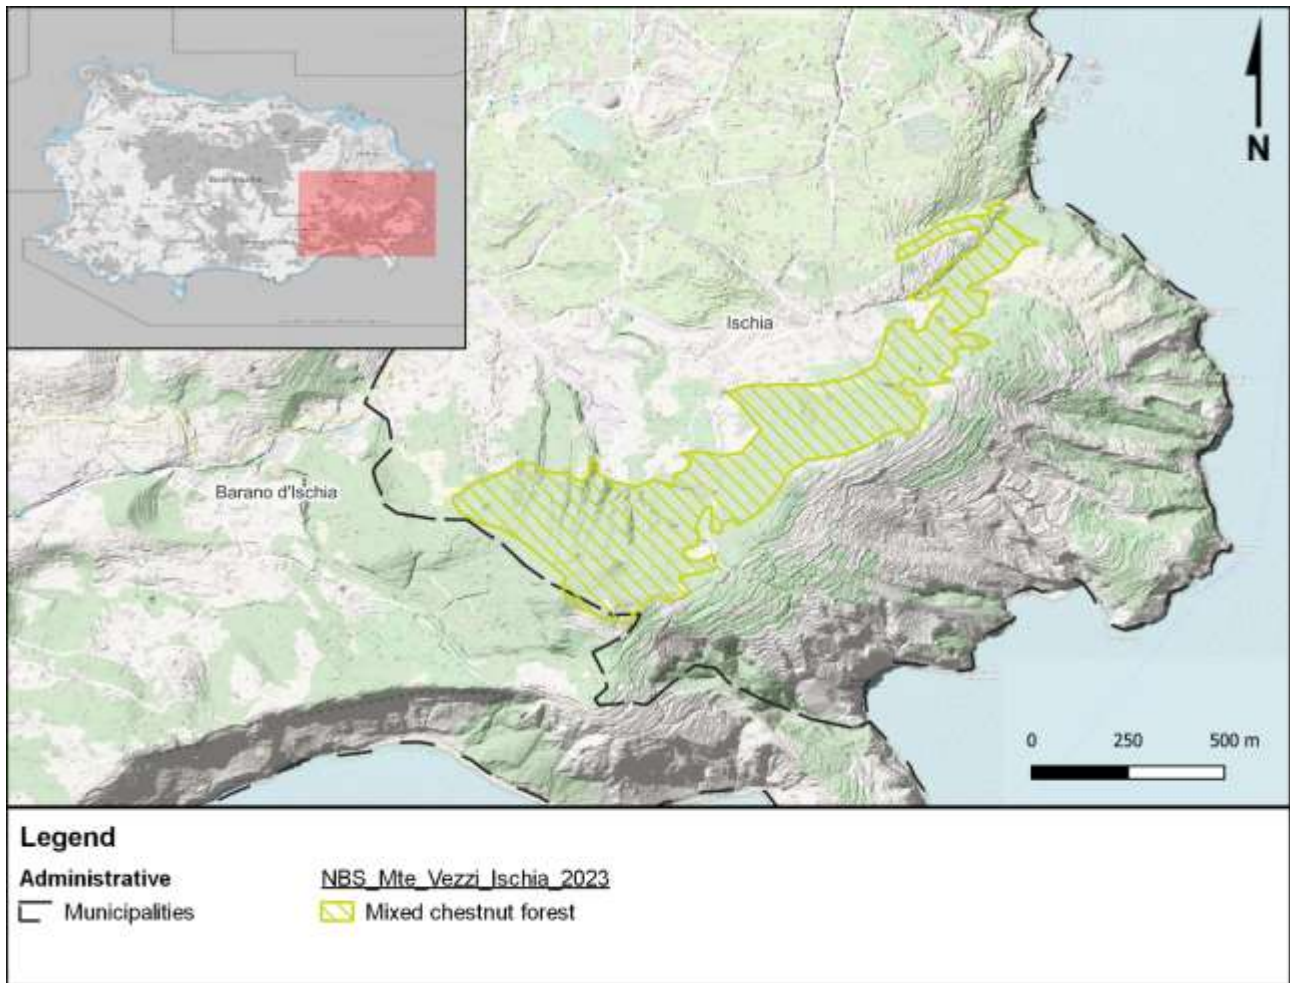 N
Ischia
Barano d'Ischia
0 250 500 m
Legend
Administrative
NBS_Mte_Vezzi_Ischia_2023
Municipalities
Mixed chestnut forest